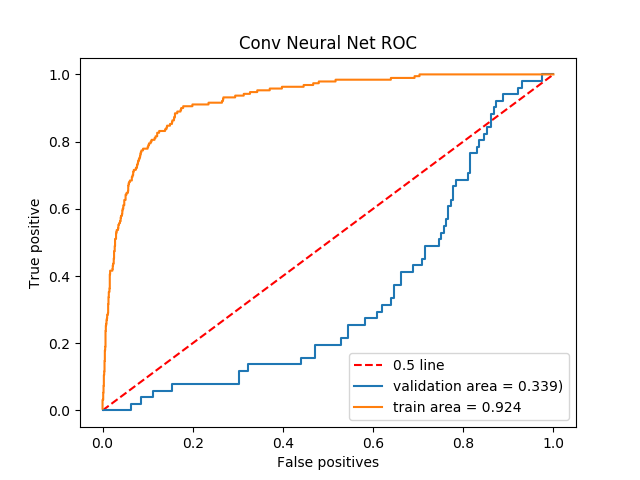 Conv Neural Net ROC
1.0
0.8
0.6
0.4
0.2
0.0
True positive
0.0 0.2 0.4 0.6 0.8 1.0
False positives
0.5 line
validation area = 0.339)
train area = 0.924